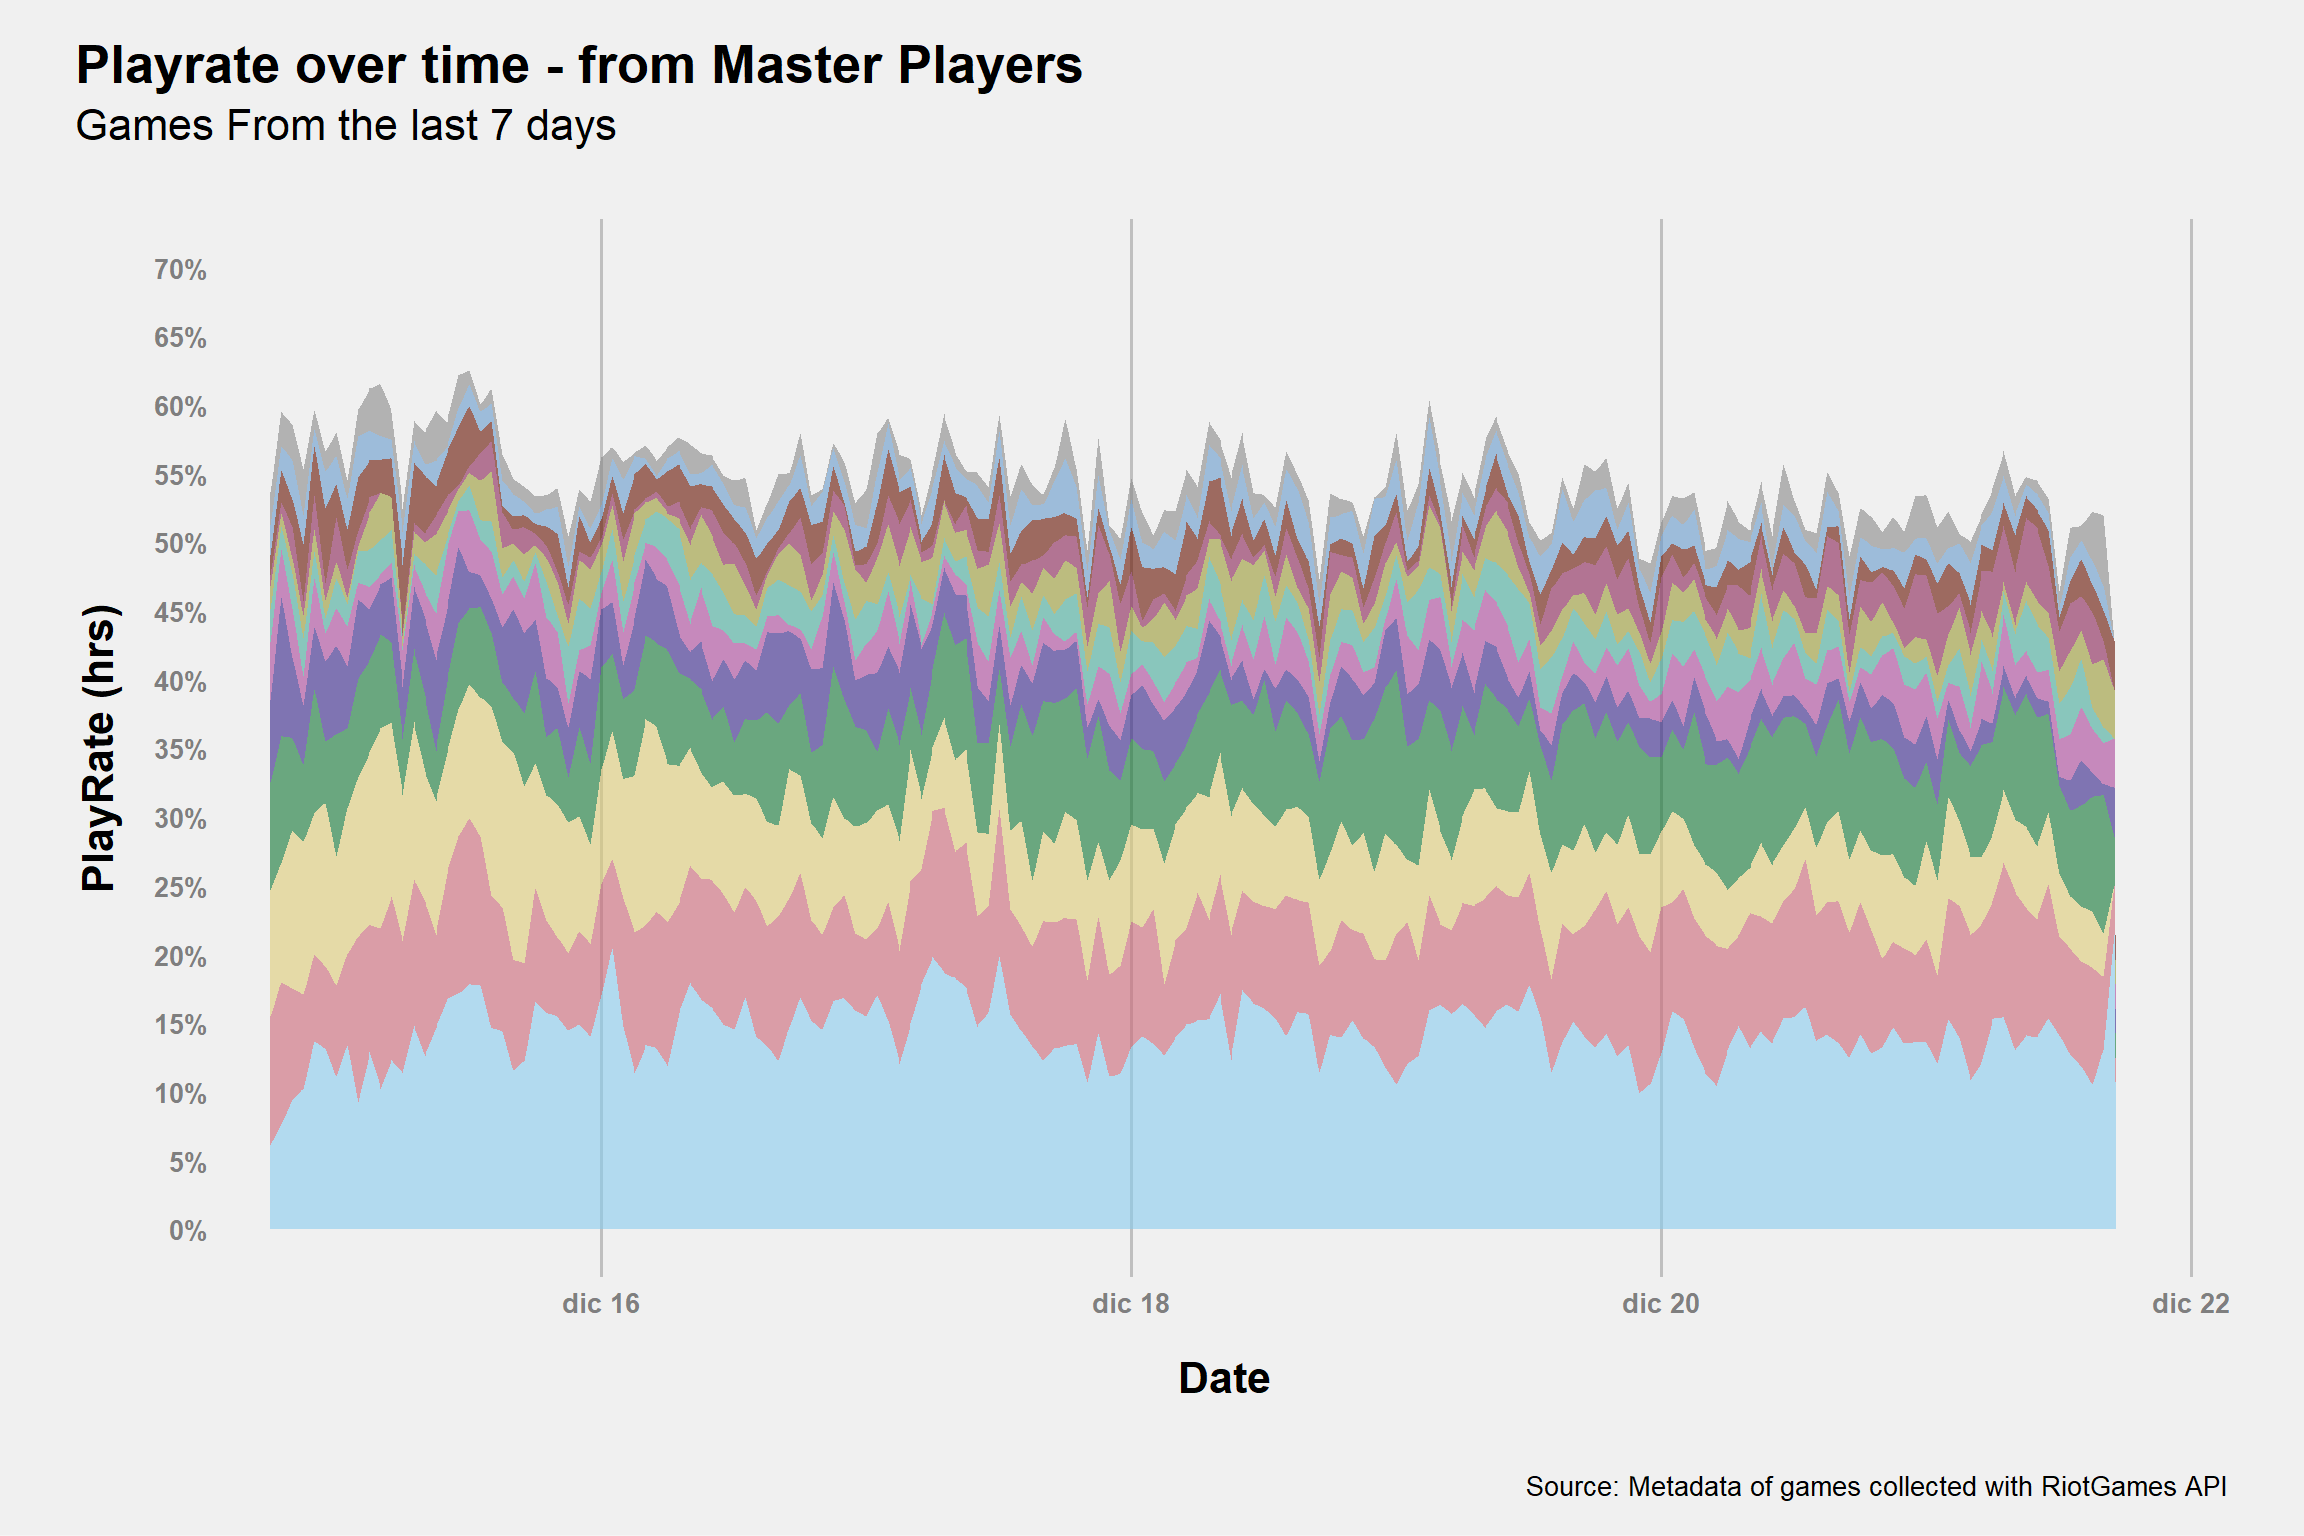 Playrate over time - from Master Players
Games From the last 7 days
70%
65%
60%
55%
50%
45%
40%
35%
30%
25%
20%
15%
10%
5%
0%
PlayRate (hrs)
dic 16
dic 18
dic 20
dic 22
Date
Source: Metadata of games collected with RiotGames API